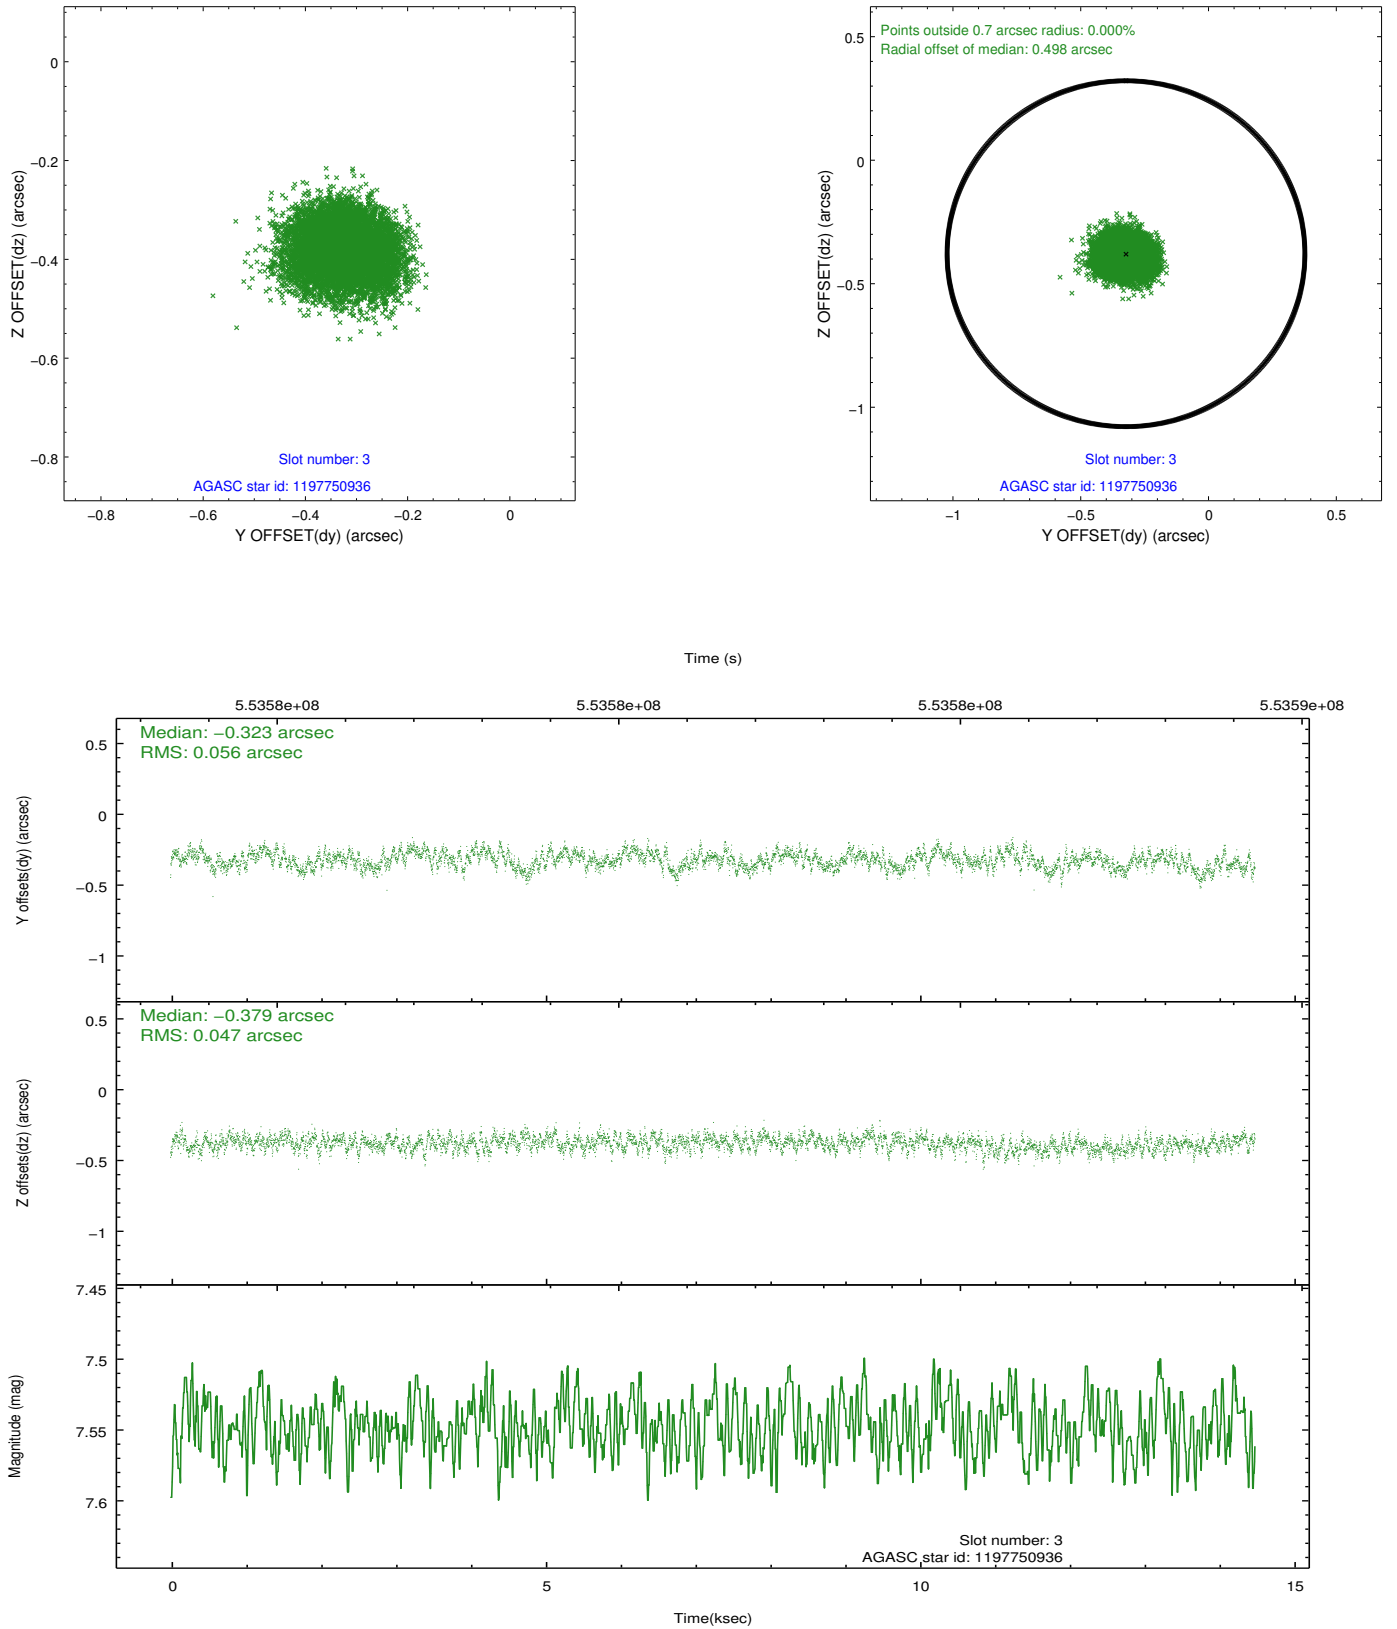 0
−0.2
−0.4
−0.6
−0.8
Z OFFSET(dz) (arcsec)
Slot number: 3
AGASC star id: 1197750936
−0.8
−0.6
−0.4
−0.2
0
Y OFFSET(dy) (arcsec)
Points outside 0.7 arcsec radius: 0.000%
Radial offset of median: 0.498 arcsec
0.5
0
−0.5
−1
Z OFFSET(dz) (arcsec)
Slot number: 3
AGASC star id: 1197750936
−1
−0.5
0
0.5
Y OFFSET(dy) (arcsec)
Time (s)
5.5358e+08
5.5358e+08
5.5358e+08
5.5359e+08
Median: −0.323 arcsec
RMS: 0.056 arcsec
0.5
0
−0.5
−1
Y offsets(dy) (arcsec)
Median: −0.379 arcsec
RMS: 0.047 arcsec
0.5
0
−0.5
−1
Z offsets(dz) (arcsec)
7.45
7.5
7.55
7.6
Magnitude (mag)
Slot number: 3
AGASC star id: 1197750936
0
5
10
15
Time(ksec)